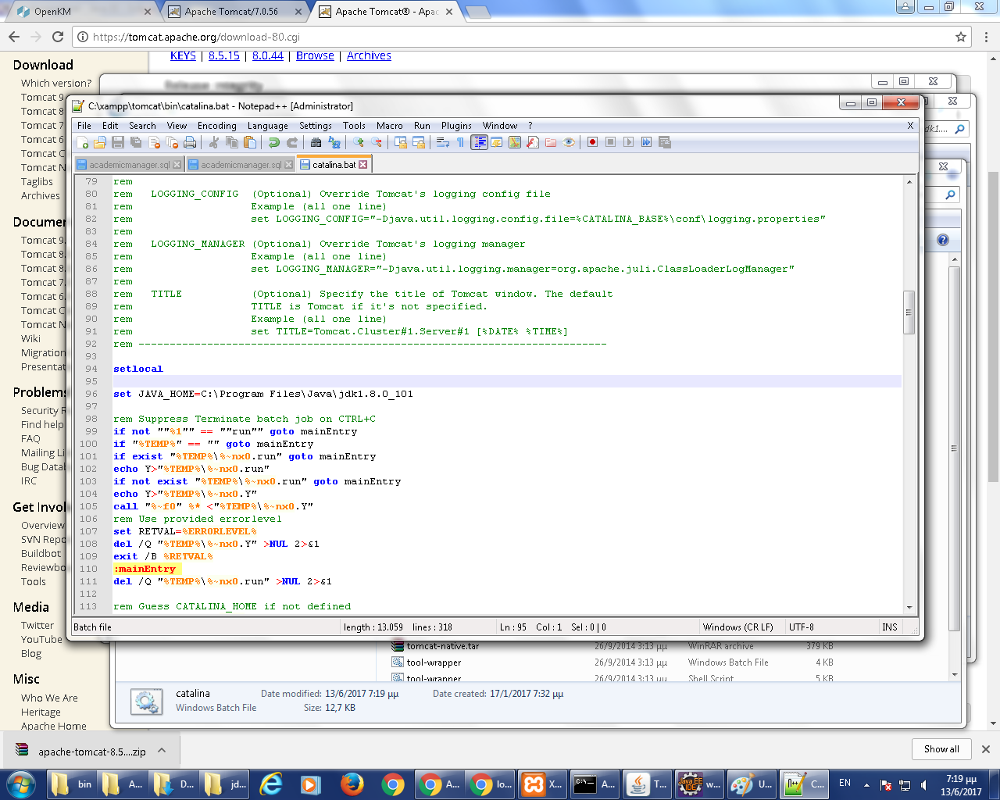 OpenKM
Apache Tomcat/7.0.56
Apache Tomcat® - Apac
https://tomcat.apache.org/download-80.cgi
KEYS | 8.5.15 | 8.0.44 | Browse | Archives
Release Integrity
Download
Which version?
Tomcat 9
Tomcat 8
Tomcat 7
Tomcat 6
Tomcat C
Tomcat N
Taglibs
Archives
Documen
Tomcat 9.
Tomcat 8.
Tomcat 8.
Tomcat 7.
Tomcat 6.
Tomcat C
Tomcat N
Wiki
Migration
Presentat
Problems
Security R
Find help
FAQ
Mailing Li
Bug Datab
IRC
Get Invol
Overview
SVN Repo
Buildbot
Reviewbo
Tools
Media
Twitter
YouTube
Blog
Misc
Who We Are
Heritage
Apache Home
C:\xampp\tomcat\bin\catalina.bat - Notepad++ [Administrator]
File Edit Search View Encoding Language Settings Tools Macro Run Plugins Window ? X
academicmanager.sql academicmanager.sql catalina.bat
jdk1....
79 rem
80 rem   LOGGING_CONFIG  (Optional) Override Tomcat's logging config file
81 rem                   Example (all one line)
82 rem                   set LOGGING_CONFIG="-Djava.util.logging.config.file=%CATALINA_BASE%\conf\logging.properties"
83 rem
84 rem   LOGGING_MANAGER (Optional) Override Tomcat's logging manager
85 rem                   Example (all one line)
86 rem                   set LOGGING_MANAGER="-Djava.util.logging.manager=org.apache.juli.ClassLoaderLogManager"
87 rem
88 rem   TITLE           (Optional) Specify the title of Tomcat window. The default
89 rem                   TITLE is Tomcat if it's not specified.
90 rem                   Example (all one line)
91 rem                   set TITLE=Tomcat.Cluster#1.Server#1 [%DATE% %TIME%]
92 rem ---------------------------------------------------------------------------
93
94 setlocal
95
96 set JAVA_HOME=C:\Program Files\Java\jdk1.8.0_101
97
98 rem Suppress Terminate batch job on CTRL+C
99 if not ""%1"" == ""run"" goto mainEntry
100 if "%TEMP%" == "" goto mainEntry
101 if exist "%TEMP%\%~nx0.run" goto mainEntry
102 echo Y>"%TEMP%\%~nx0.run"
103 if not exist "%TEMP%\%~nx0.run" goto mainEntry
104 echo Y>"%TEMP%\%~nx0.Y"
105 call "%~f0" %* <"%TEMP%\%~nx0.Y"
106 rem Use provided errorlevel
107 set RETVAL=%ERRORLEVEL%
108 del /Q "%TEMP%\%~nx0.Y" >NUL 2>&1
109 exit /B %RETVAL%
110 :mainEntry
111 del /Q "%TEMP%\%~nx0.run" >NUL 2>&1
112
113 rem Guess CATALINA_HOME if not defined
Batch file length : 13.059 lines : 318 Ln : 95 Col : 1 Sel : 0 | 0 Windows (CR LF) UTF-8 INS
tomcat-native.tar 26/9/2014 3:13 μμ WinRAR archive 379 KB
tool-wrapper 26/9/2014 3:13 μμ Windows Batch File 4 KB
tool-wrapper 26/9/2014 3:13 μμ Shell Script 5 KB
catalina Date modified: 13/6/2017 7:19 μμ Date created: 17/1/2017 7:32 μμ
Windows Batch File Size: 12,7 KB
apache-tomcat-8.5....zip
Show all
bin A... D... jd... A... lo... X... A... T... w... U... C... EN
7:19 μμ
13/6/2017